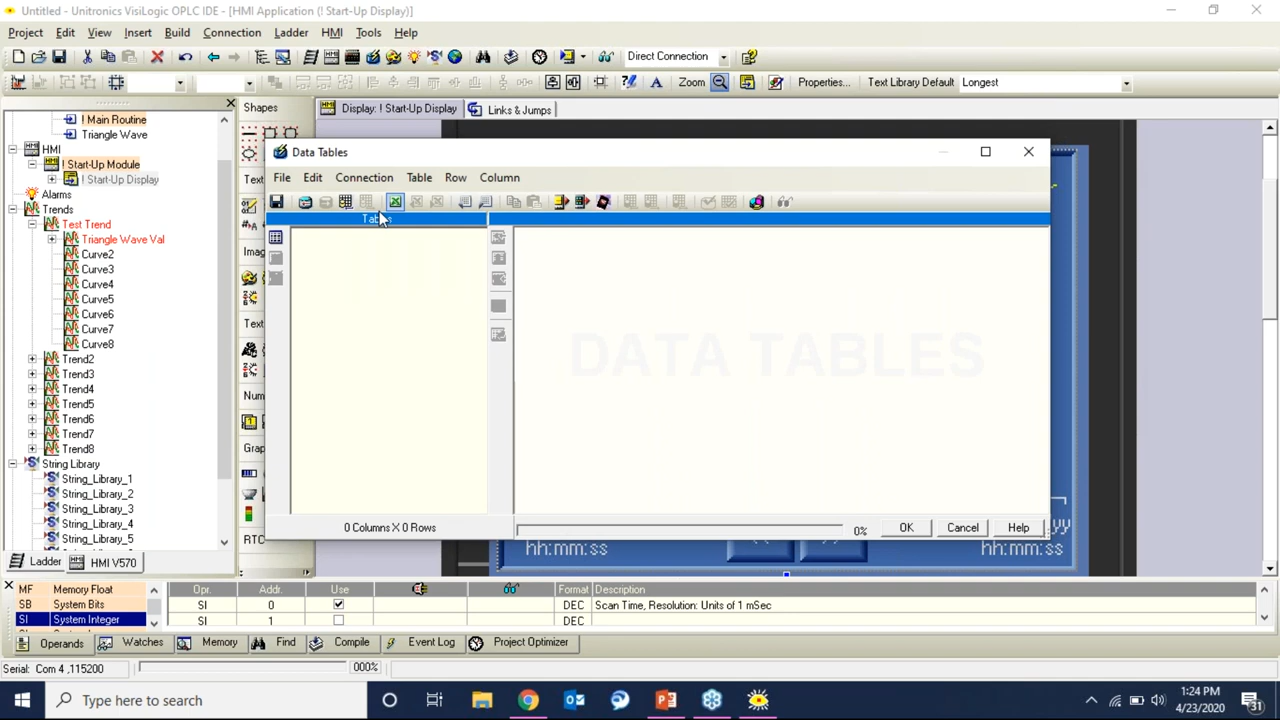 Untitled - Unitronics VisiLogic OPLC IDE - [HMI Application (! Start-Up Display)]
Project Edit View Insert Build Connection Ladder HMI Tools Help
Direct Connection
Zoom Properties... Text Library Default Longest
! Main Routine
Triangle Wave
HMI
! Start-Up Module
! Start-Up Display
Alarms
Trends
Test Trend
Triangle Wave Val
Curve2
Curve3
Curve4
Curve5
Curve6
Curve7
Curve8
Trend2
Trend3
Trend4
Trend5
Trend6
Trend7
Trend8
String Library
String_Library_1
String_Library_2
String_Library_3
String_Library_4
String_Library_5
Ladder HMI V570
Shapes
Text
Imag
Text
Num
Grap
RTC
Display: ! Start-Up Display Links & Jumps
Data Tables
File Edit Connection Table Row Column
DATA TABLES
0 Columns X 0 Rows
0% OK Cancel Help
hh:mm:ss hh:mm:ss
MF Memory Float
SB System Bits
SI System Integer
Opr. Addr. Use Format Description
SI 0 DEC Scan Time, Resolution: Units of 1 mSec
SI 1 DEC
Operands Watches Memory Find Compile Event Log Project Optimizer
Serial: Com 4 ,115200 000%
Type here to search
1:24 PM
4/23/2020
31